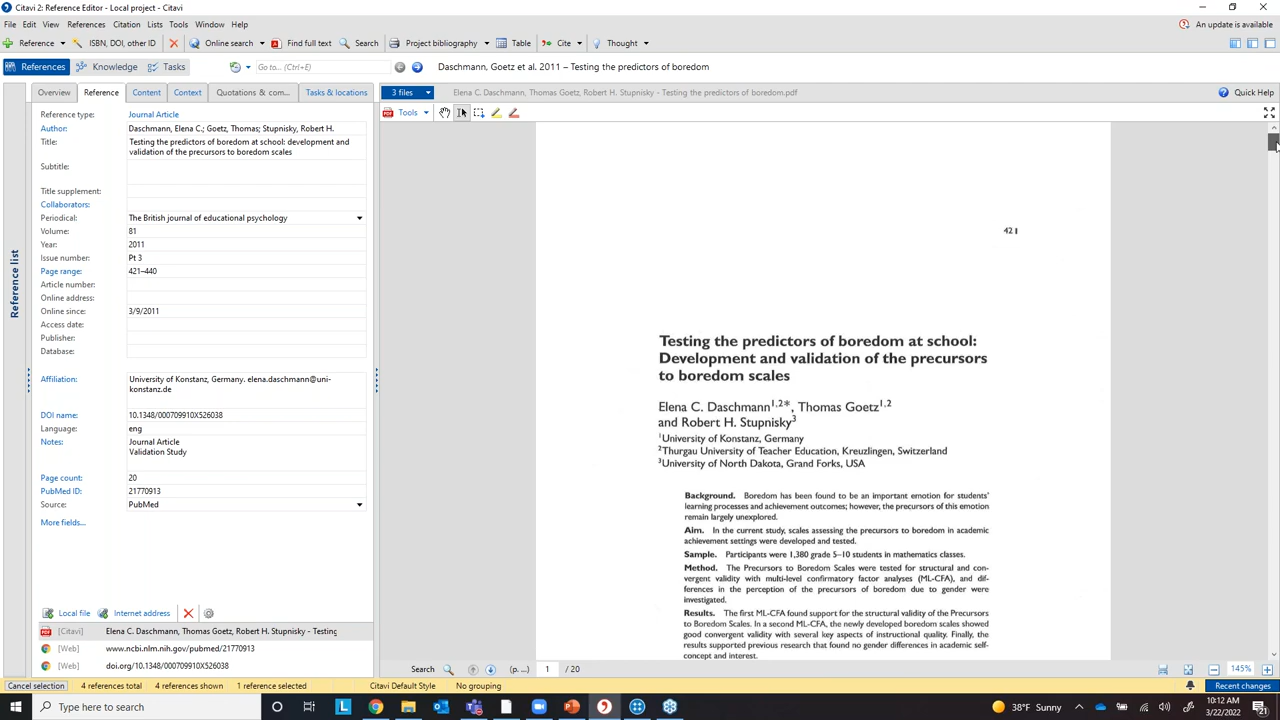 Citavi 2: Reference Editor - Local project - Citavi
File Edit View References Citation Lists Tools Window Help
An update is available
Reference ISBN, DOI, other ID Online search Find full text Search Project bibliography Table Cite Thought
References Knowledge Tasks Go to... (Ctrl+E) Daschmann, Goetz et al. 2011 – Testing the predictors of boredom
Overview Reference Content Context Quotations & com... Tasks & locations
3 files Elena C. Daschmann, Thomas Goetz, Robert H. Stupnisky - Testing the predictors of boredom.pdf Quick Help
Tools
Reference list
Reference type: Journal Article
Author: Daschmann, Elena C.; Goetz, Thomas; Stupnisky, Robert H.
Title: Testing the predictors of boredom at school: development and
validation of the precursors to boredom scales
Subtitle:
Title supplement:
Collaborators:
Periodical: The British journal of educational psychology
Volume: 81
Year: 2011
Issue number: Pt 3
Page range: 421–440
Article number:
Online address:
Online since: 3/9/2011
Access date:
Publisher:
Database:
Affiliation: University of Konstanz, Germany. elena.daschmann@uni-
konstanz.de
DOI name: 10.1348/000709910X526038
Language: eng
Notes: Journal Article
Validation Study
Page count: 20
PubMed ID: 21770913
Source: PubMed
More fields...
Local file Internet address
[Citavi] Elena C. Daschmann, Thomas Goetz, Robert H. Stupnisky - Testing
[Web] www.ncbi.nlm.nih.gov/pubmed/21770913
[Web] doi.org/10.1348/000709910X526038
421
Testing the predictors of boredom at school:
Development and validation of the precursors
to boredom scales
Elena C. Daschmann1,2*, Thomas Goetz1,2
and Robert H. Stupnisky3
1University of Konstanz, Germany
2Thurgau University of Teacher Education, Kreuzlingen, Switzerland
3University of North Dakota, Grand Forks, USA
Background. Boredom has been found to be an important emotion for students'
learning processes and achievement outcomes; however, the precursors of this emotion
remain largely unexplored.
Aim. In the current study, scales assessing the precursors to boredom in academic
achievement settings were developed and tested.
Sample. Participants were 1,380 grade 5–10 students in mathematics classes.
Method. The Precursors to Boredom Scales were tested for structural and con-
vergent validity with multi-level confirmatory factor analyses (ML-CFA), and dif-
ferences in the perception of the precursors of boredom due to gender were
investigated.
Results. The first ML-CFA found support for the structural validity of the Precursors
to Boredom Scales. In a second ML-CFA, the newly developed boredom scales showed
good convergent validity with several key aspects of instructional quality. Finally, the
results supported previous research that found no gender differences in academic self-
concept and interest.
Search (p. ... 1 / 20 145%
Cancel selection 4 references total 4 references shown 1 reference selected Citavi Default Style No grouping Recent changes
Type here to search 38°F Sunny 10:12 AM
3/22/2022